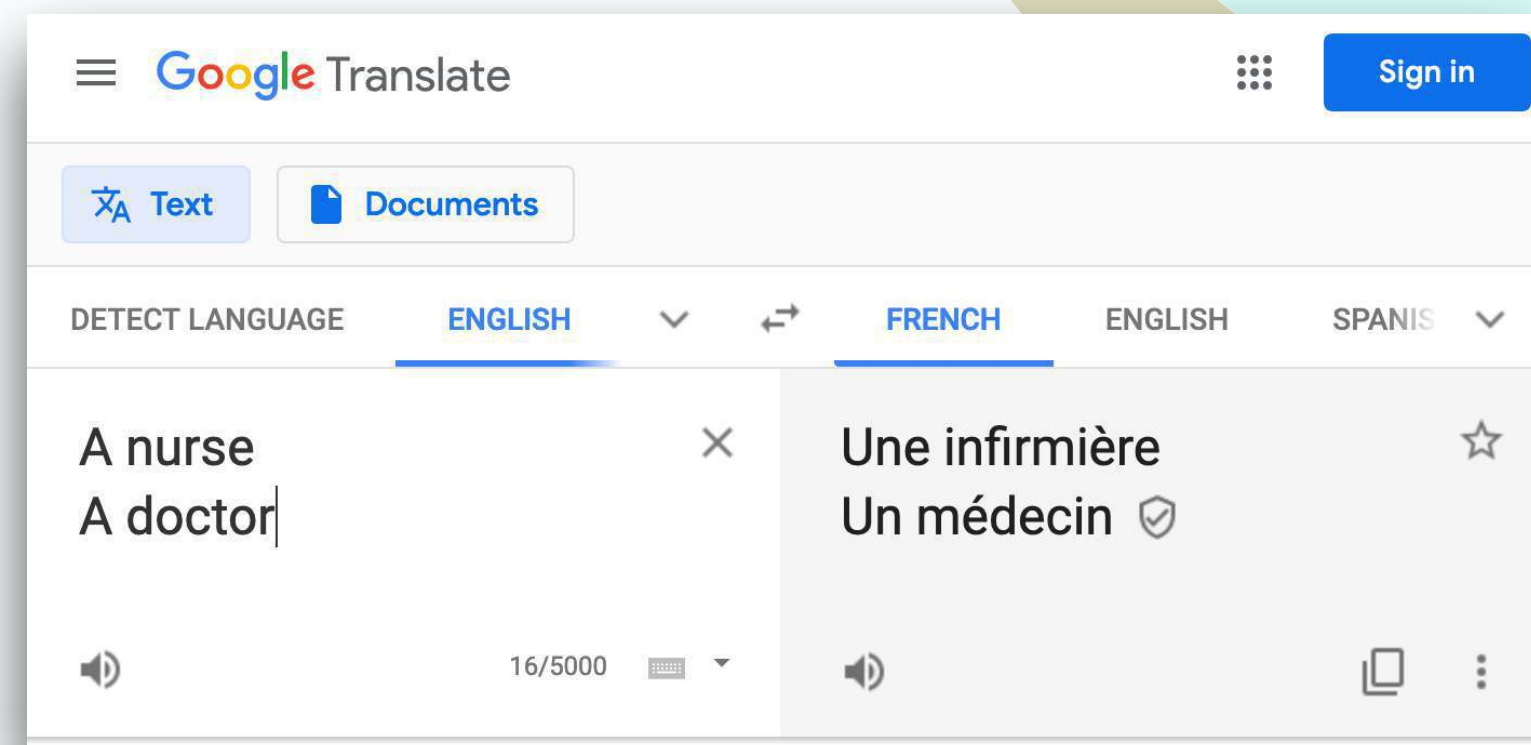 Google Translate
Sign in
Text
Documents
DETECT LANGUAGE ENGLISH FRENCH ENGLISH SPANIS
A nurse
A doctor
Une infirmière
Un médecin
16/5000